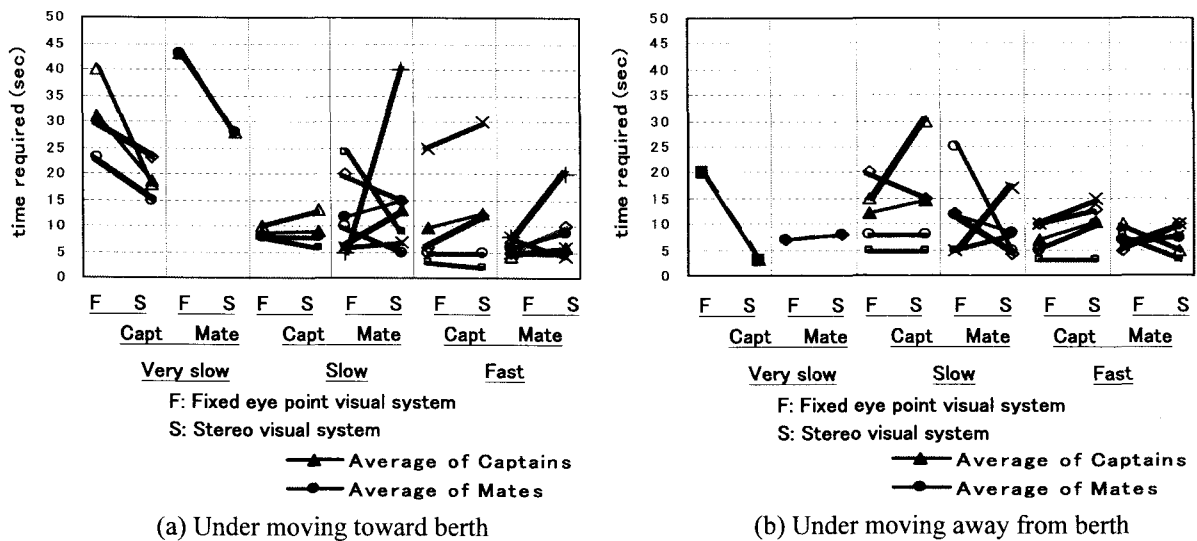 50
45
40
35
30
25
20
15
10
5
0
time required (sec)
F S F S F S F S F S F S
Capt Mate Capt Mate Capt Mate
Very slow Slow Fast
F: Fixed eye point visual system
S: Stereo visual system
Average of Captains
Average of Mates
(a) Under moving toward berth
50
45
40
35
30
25
20
15
10
5
0
time required (sec)
F S F S F S F S F S F S
Capt Mate Capt Mate Capt Mate
Very slow Slow Fast
F: Fixed eye point visual system
S: Stereo visual system
Average of Captains
Average of Mates
(b) Under moving away from berth